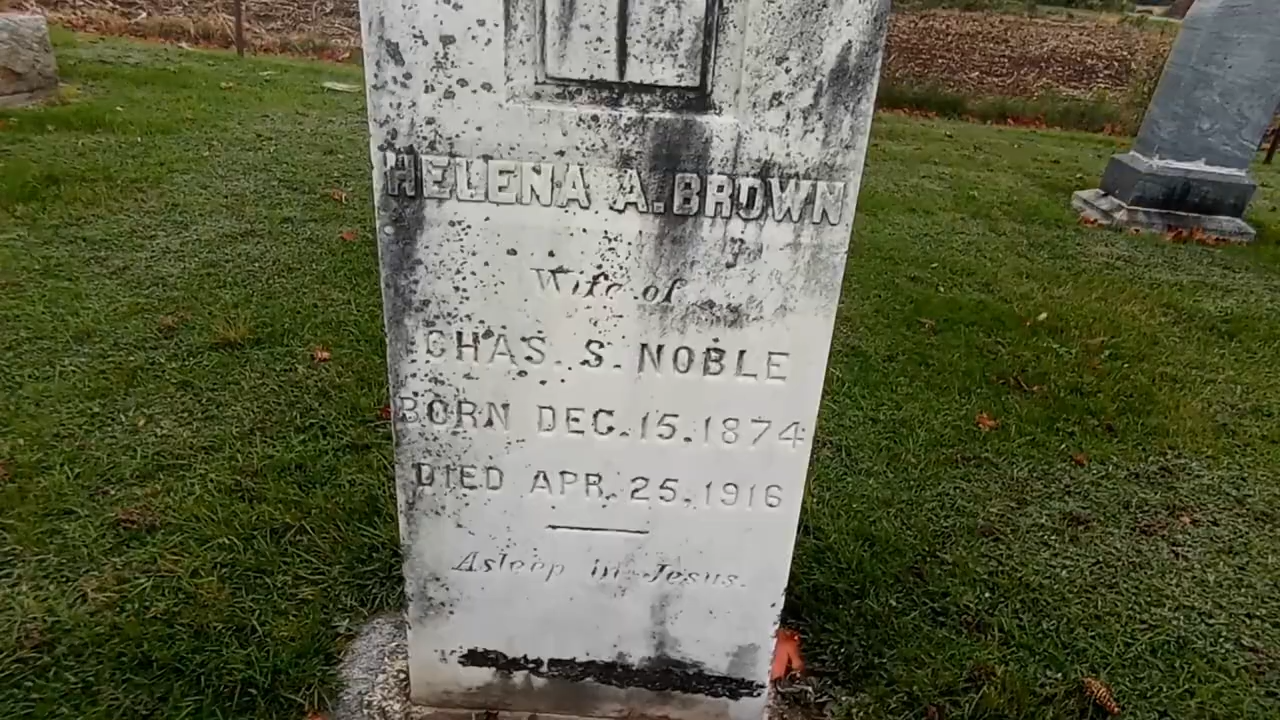 HELENA A. BROWN
Wife of
CHAS. S. NOBLE
BORN DEC. 15. 1874
DIED APR. 25, 1916
Asleep in Jesus.